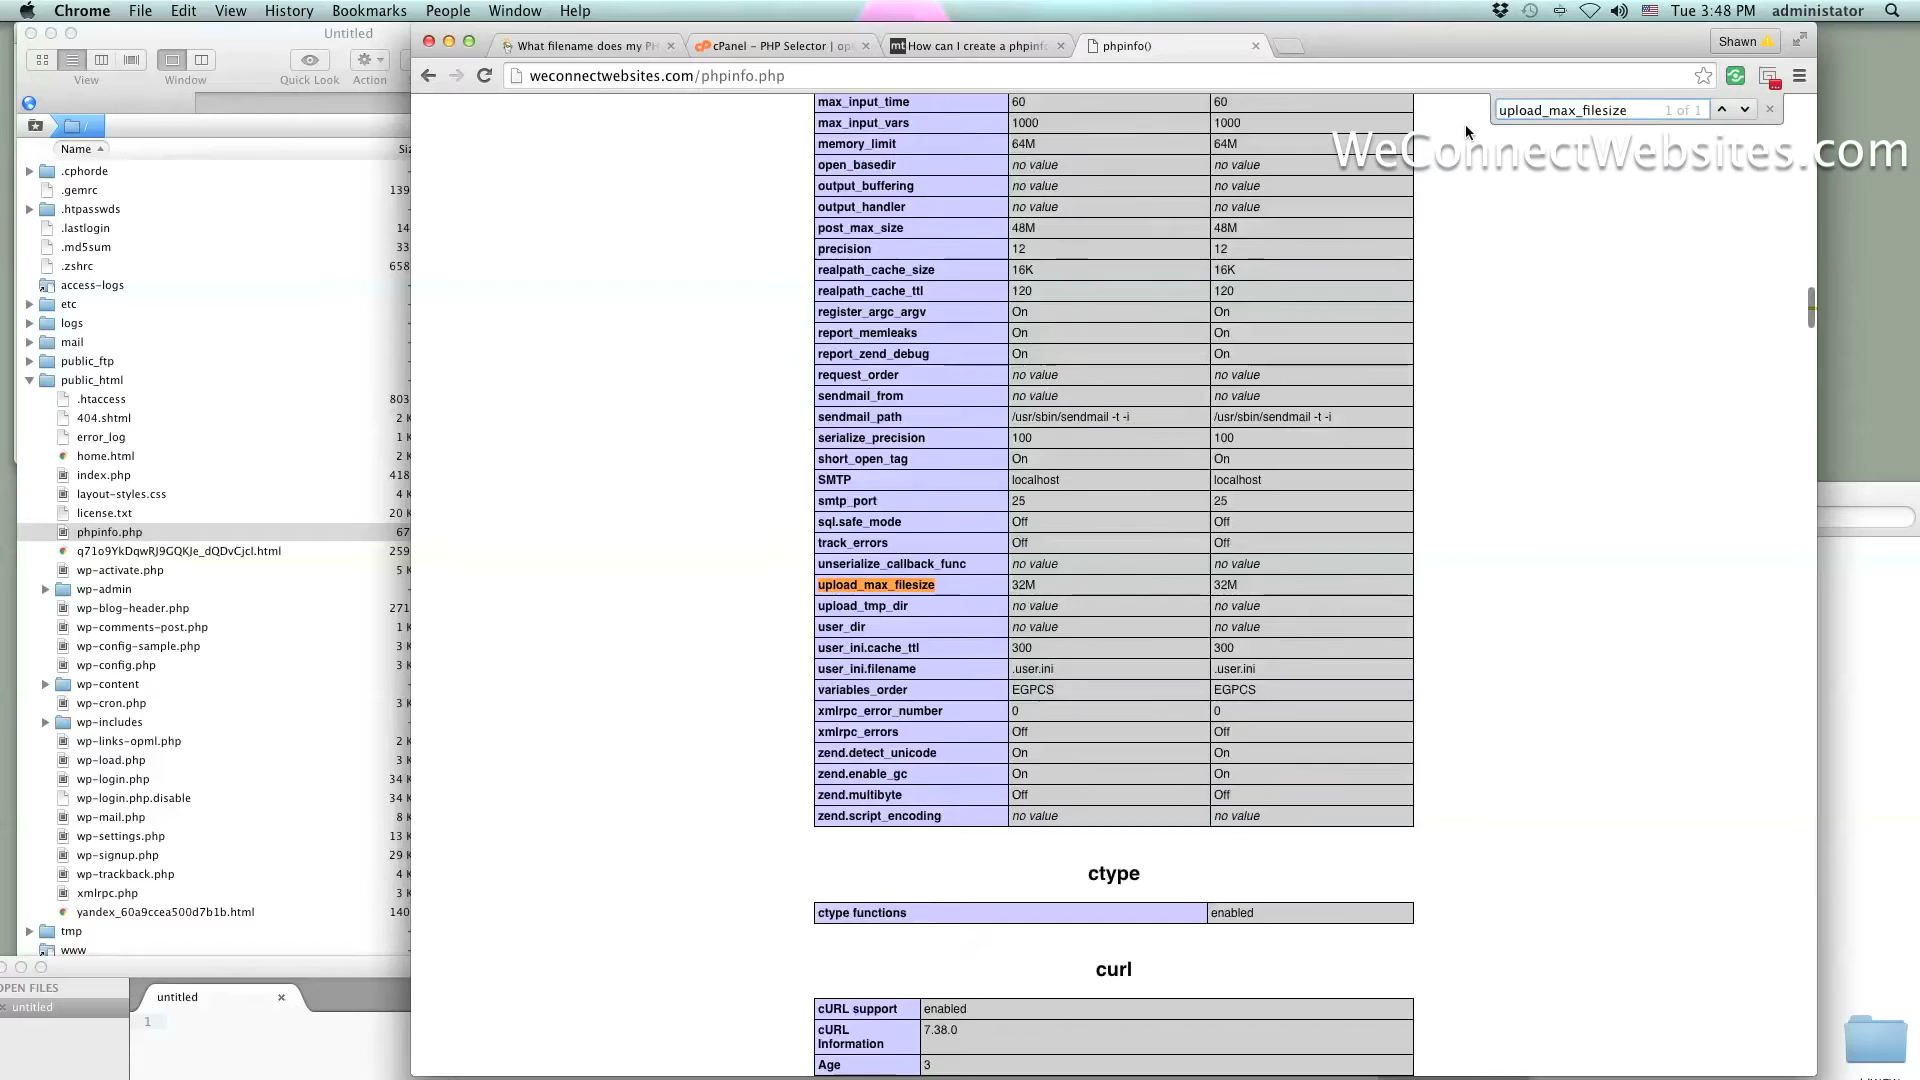 Chrome File Edit View History Bookmarks People Window Help Tue 3:48 PM administator
Untitled
View Window Quick Look Action
Name
.cphorde
.gemrc 139
.htpasswds
.lastlogin 14
.md5sum 33
.zshrc 658
access-logs
etc
logs
mail
public_ftp
public_html
.htaccess 803
404.shtml 2 K
error_log 1 K
home.html 2 K
index.php 418
layout-styles.css 4 K
license.txt 20 K
phpinfo.php 67
q71o9YkDqwRJ9GQKJe_dQDvCjcl.html 259
wp-activate.php 5 K
wp-admin
wp-blog-header.php 271
wp-comments-post.php 1 K
wp-config-sample.php 3 K
wp-config.php 3 K
wp-content
wp-cron.php 3 K
wp-includes
wp-links-opml.php 2 K
wp-load.php 3 K
wp-login.php 34 K
wp-login.php.disable 34 K
wp-mail.php 8 K
wp-settings.php 13 K
wp-signup.php 29 K
wp-trackback.php 4 K
xmlrpc.php 3 K
yandex_60a9ccea500d7b1b.html 140
tmp
www
OPEN FILES
untitled
untitled
1
What filename does my PH cPanel - PHP Selector | op How can I create a phpinfo phpinfo() Shawn
weconnectwebsites.com/phpinfo.php
upload_max_filesize 1 of 1
WeConnectWebsites.com
max_input_time 60 60
max_input_vars 1000 1000
memory_limit 64M 64M
open_basedir no value no value
output_buffering no value no value
output_handler no value no value
post_max_size 48M 48M
precision 12 12
realpath_cache_size 16K 16K
realpath_cache_ttl 120 120
register_argc_argv On On
report_memleaks On On
report_zend_debug On On
request_order no value no value
sendmail_from no value no value
sendmail_path /usr/sbin/sendmail -t -i /usr/sbin/sendmail -t -i
serialize_precision 100 100
short_open_tag On On
SMTP localhost localhost
smtp_port 25 25
sql.safe_mode Off Off
track_errors Off Off
unserialize_callback_func no value no value
upload_max_filesize 32M 32M
upload_tmp_dir no value no value
user_dir no value no value
user_ini.cache_ttl 300 300
user_ini.filename .user.ini .user.ini
variables_order EGPCS EGPCS
xmlrpc_error_number 0 0
xmlrpc_errors Off Off
zend.detect_unicode On On
zend.enable_gc On On
zend.multibyte Off Off
zend.script_encoding no value no value
ctype
ctype functions enabled
curl
cURL support enabled
cURL 7.38.0
Information
Age 3